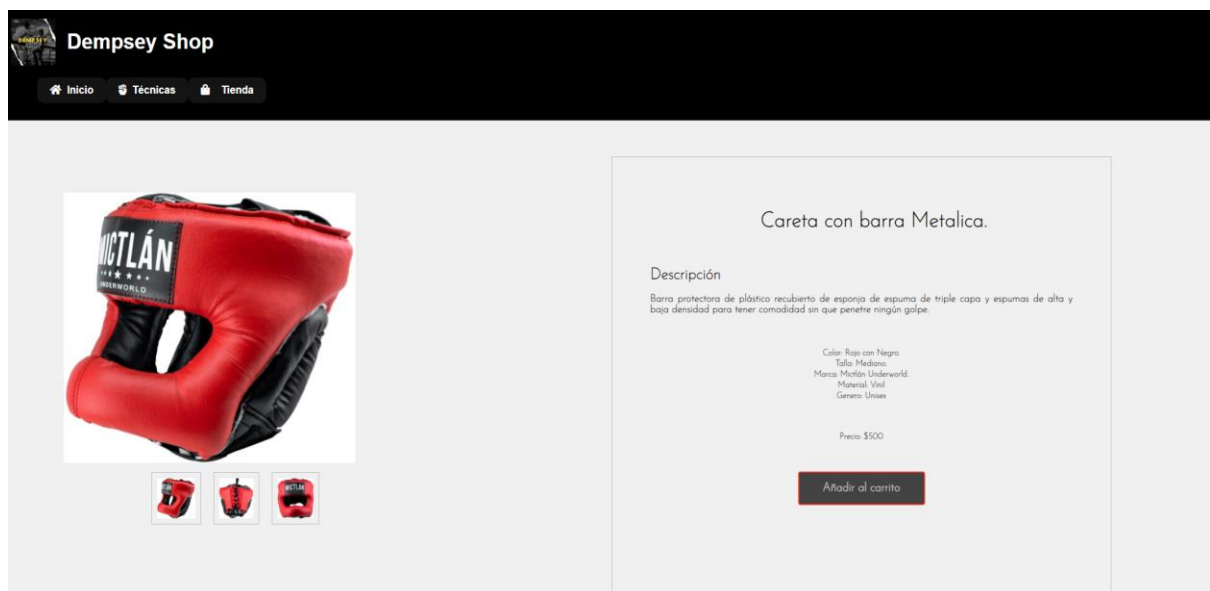 DEMPSEY
Dempsey Shop
Inicio
Técnicas
Tienda
MICTLÁN
UNDERWORLD
Careta con barra Metalica.
Descripción
Barra protectora de plástico recubierto de esponja de espuma de triple capa y espumas de alta y
baja densidad para tener comodidad sin que penetre ningún golpe.
Color: Rojo con Negro.
Talla: Mediano.
Marca: Mictlán Underworld.
Material: Vinil
Genero: Unisex
Precio: $500
Añadir al carrito